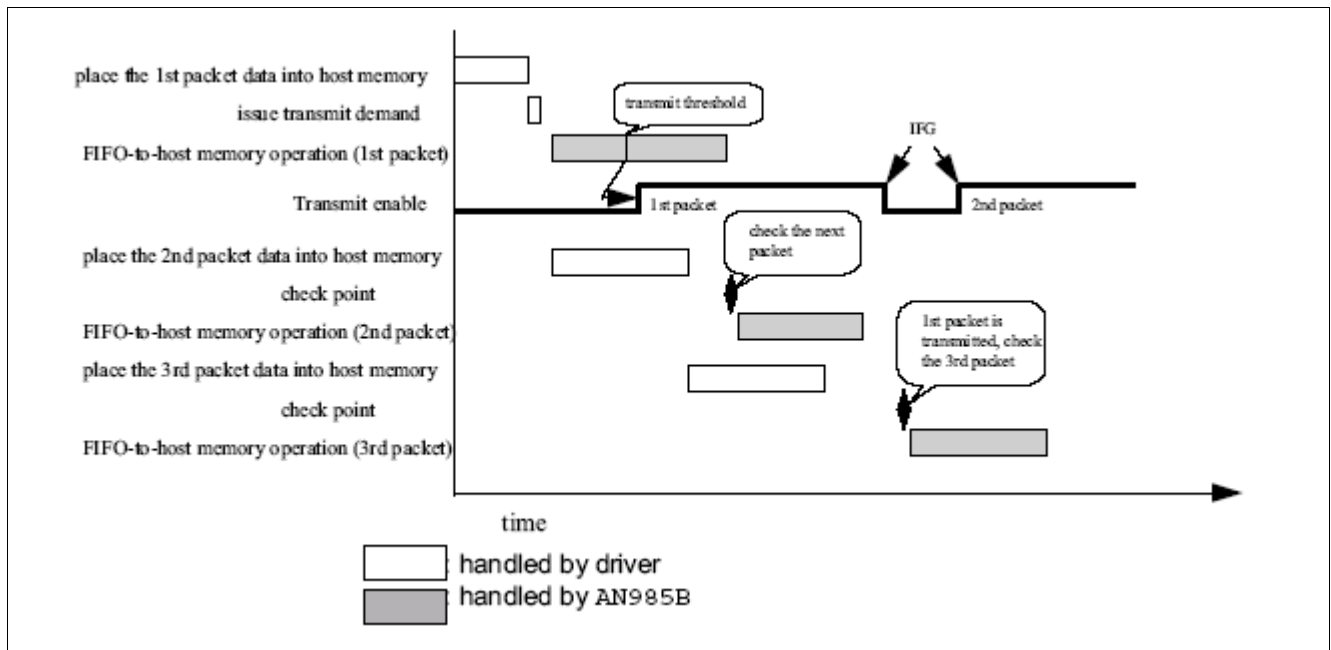 place the 1st packet data into host memory
issue transmit demand
transmit threshold
FIFO-to-host memory operation (1st packet)
IFG
Transmit enable
1st packet
2nd packet
check the next
packet
place the 2nd packet data into host memory
check point
FIFO-to-host memory operation (2nd packet)
1st packet is
transmitted, check
the 3rd packet
place the 3rd packet data into host memory
check point
FIFO-to-host memory operation (3rd packet)
time
: handled by driver
: handled by AN985B